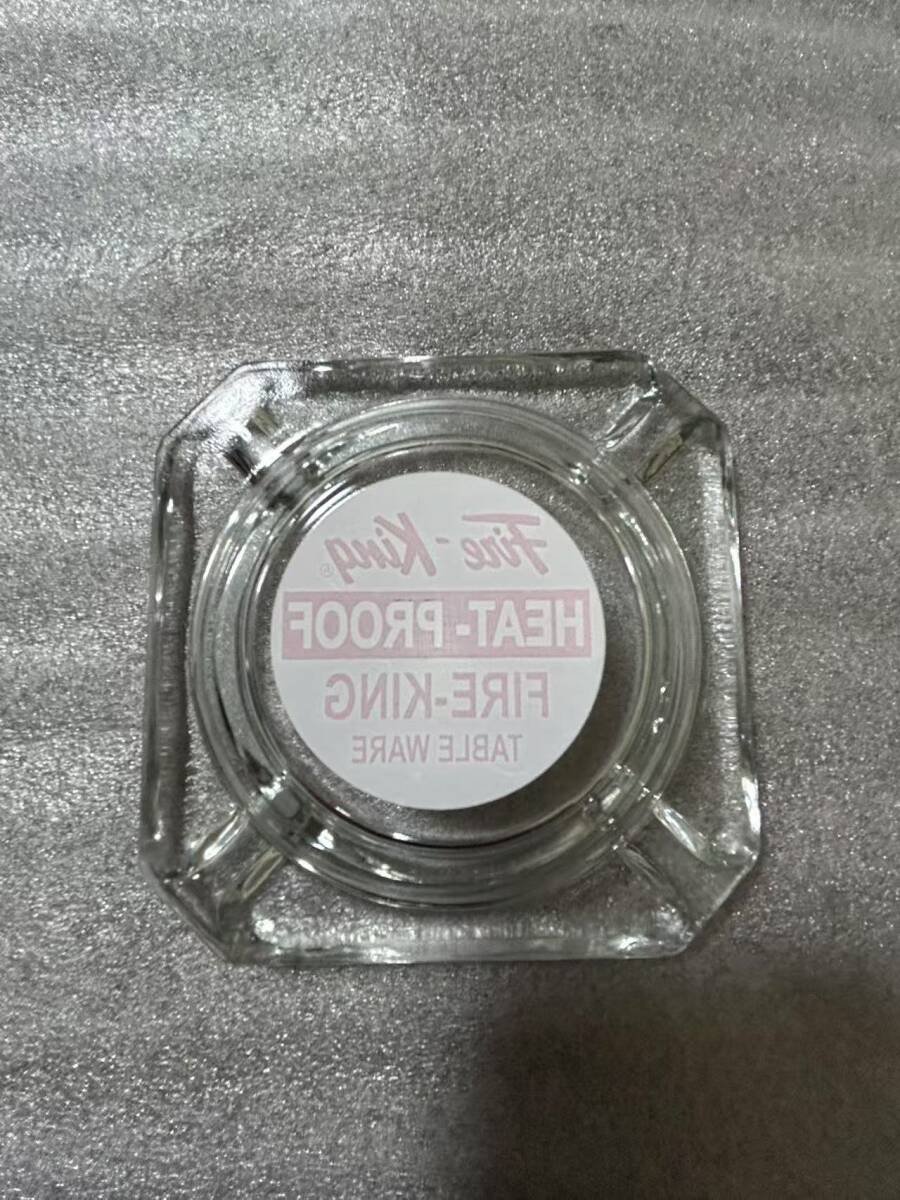 Fire-King®
HEAT-PROOF
FIRE-KING
TABLE WARE